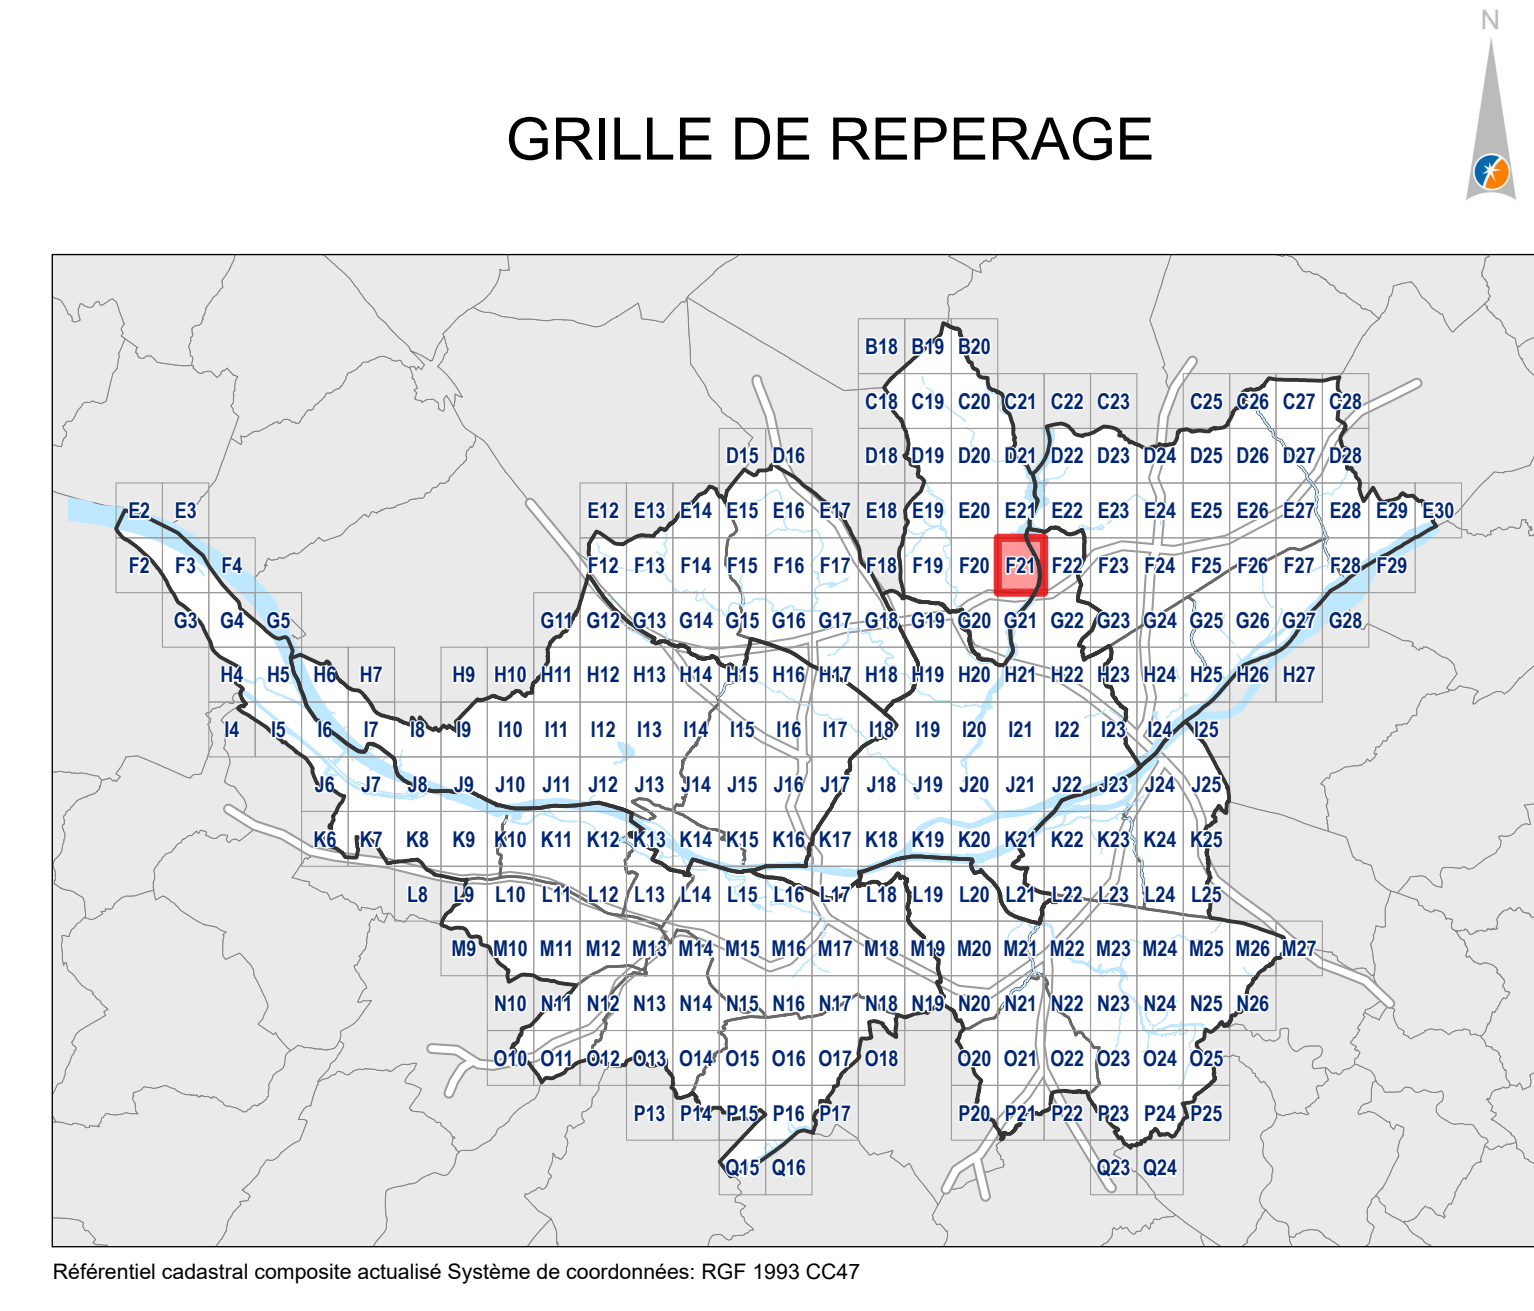 N
GRILLE DE REPERAGE
B18 B19 B20
C18 C19 C20 C21 C22 C23 C25 C26 C27 C28
D15 D16 D18 D19 D20 D21 D22 D23 D24 D25 D26 D27 D28
E2 E3 E12 E13 E14 E15 E16 E17 E18 E19 E20 E21 E22 E23 E24 E25 E26 E27 E28 E29 E30
F2 F3 F4 F12 F13 F14 F15 F16 F17 F18 F19 F20 F21 F22 F23 F24 F25 F26 F27 F28 F29
G3 G4 G5 G11 G12 G13 G14 G15 G16 G17 G18 G19 G20 G21 G22 G23 G24 G25 G26 G27 G28
H4 H5 H6 H7 H9 H10 H11 H12 H13 H14 H15 H16 H17 H18 H19 H20 H21 H22 H23 H24 H25 H26 H27
I4 I5 I6 I7 I8 I9 I10 I11 I12 I13 I14 I15 I16 I17 I18 I19 I20 I21 I22 I23 I24 I25
J6 J7 J8 J9 J10 J11 J12 J13 J14 J15 J16 J17 J18 J19 J20 J21 J22 J23 J24 J25
K6 K7 K8 K9 K10 K11 K12 K13 K14 K15 K16 K17 K18 K19 K20 K21 K22 K23 K24 K25
L8 L9 L10 L11 L12 L13 L14 L15 L16 L17 L18 L19 L20 L21 L22 L23 L24 L25
M9 M10 M11 M12 M13 M14 M15 M16 M17 M18 M19 M20 M21 M22 M23 M24 M25 M26 M27
N10 N11 N12 N13 N14 N15 N16 N17 N18 N19 N20 N21 N22 N23 N24 N25 N26
O10 O11 O12 O13 O14 O15 O16 O17 O18 O20 O21 O22 O23 O24 O25
P13 P14 P15 P16 P17 P20 P21 P22 P23 P24 P25
Q15 Q16 Q23 Q24
Référentiel cadastral composite actualisé Système de coordonnées: RGF 1993 CC47